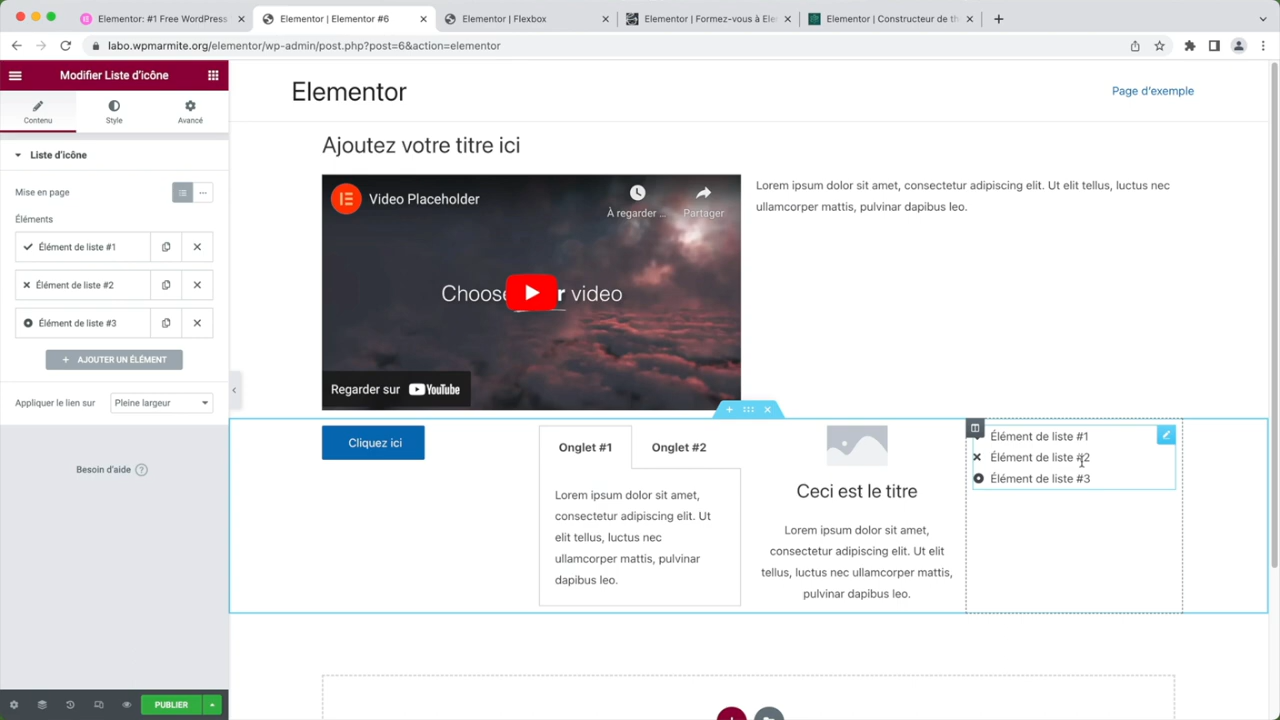 Elementor: #1 Free WordPress
Elementor | Elementor #6
Elementor | Flexbox
Elementor | Formez-vous à Ele
Elementor | Constructeur de th
labo.wpmarmite.org/elementor/wp-admin/post.php?post=6&action=elementor
Modifier Liste d'icône
Contenu
Style
Avancé
Liste d'icône
Mise en page
Éléments
Élément de liste #1
Élément de liste #2
Élément de liste #3
+ AJOUTER UN ÉLÉMENT
Appliquer le lien sur
Pleine largeur
Besoin d'aide ?
PUBLIER
Elementor
Page d'exemple
Ajoutez votre titre ici
Video Placeholder
À regarder ...
Partager
Choose r video
Regarder sur YouTube
Lorem ipsum dolor sit amet, consectetur adipiscing elit. Ut elit tellus, luctus nec
ullamcorper mattis, pulvinar dapibus leo.
Cliquez ici
Onglet #1
Onglet #2
Lorem ipsum dolor sit amet,
consectetur adipiscing elit. Ut
elit tellus, luctus nec
ullamcorper mattis, pulvinar
dapibus leo.
Ceci est le titre
Lorem ipsum dolor sit amet,
consectetur adipiscing elit. Ut elit
tellus, luctus nec ullamcorper mattis,
pulvinar dapibus leo.
Élément de liste #1
Élément de liste #2
Élément de liste #3